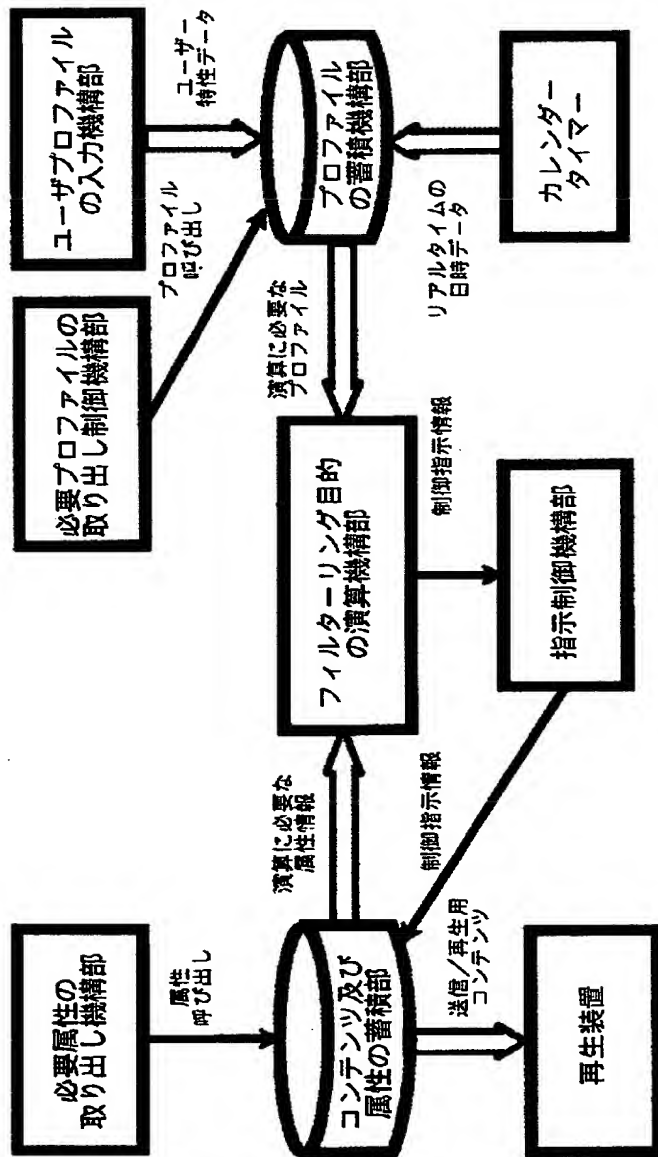 必要属性の
取り出し機構部
必要プロファイルの
取り出し制御機構部
ユーザプロファイル
の入力機構部
属性
呼び出し
プロファイル
呼び出し
ユーザー
特性データ
コンテンツ及び
属性の蓄積部
演算に必要な
属性情報
フィルターリング目的
の演算機構部
演算に必要な
プロファイル
プロファイル
の蓄積機構部
送信／再生用
コンテンツ
制御指示情報
制御指示情報
リアルタイムの
日時データ
再生装置
指示制御機構部
カレンダー
タイマー